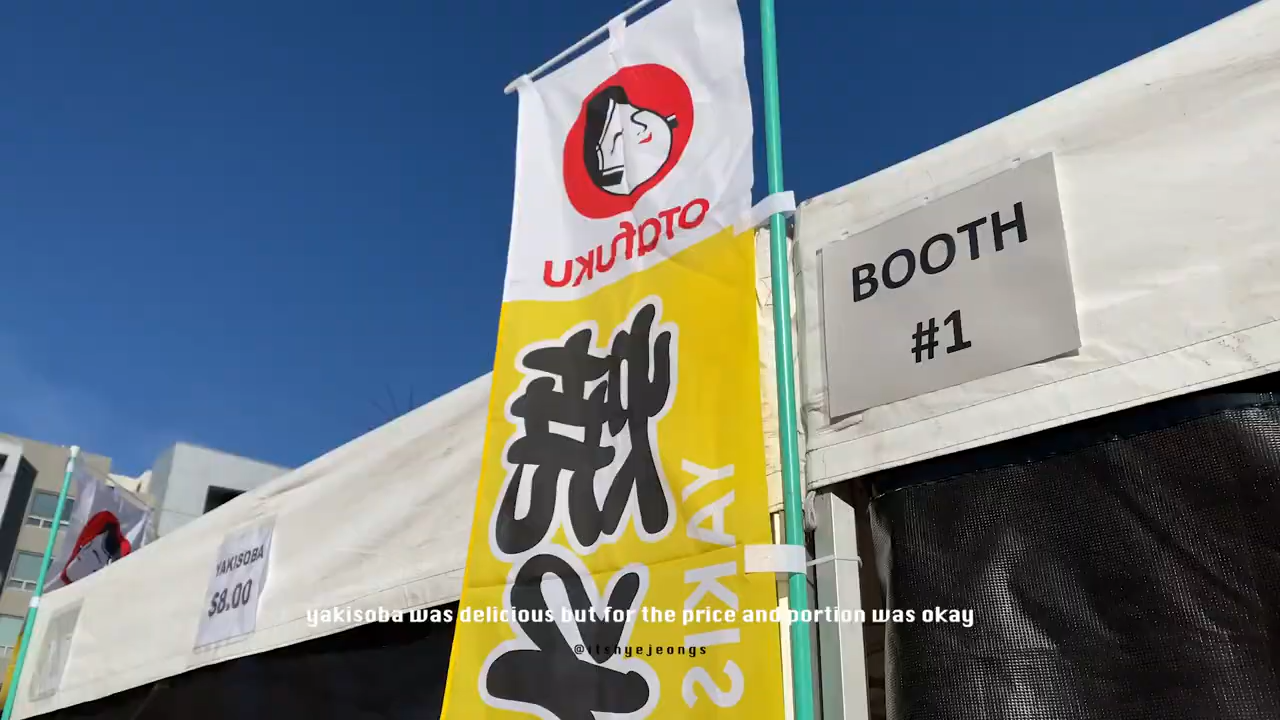 otafuku
焼そ
YAKIS
BOOTH
#1
YAKISOBA
$8.00
yakisoba was delicious but for the price and portion was okay
@itshyejeongs